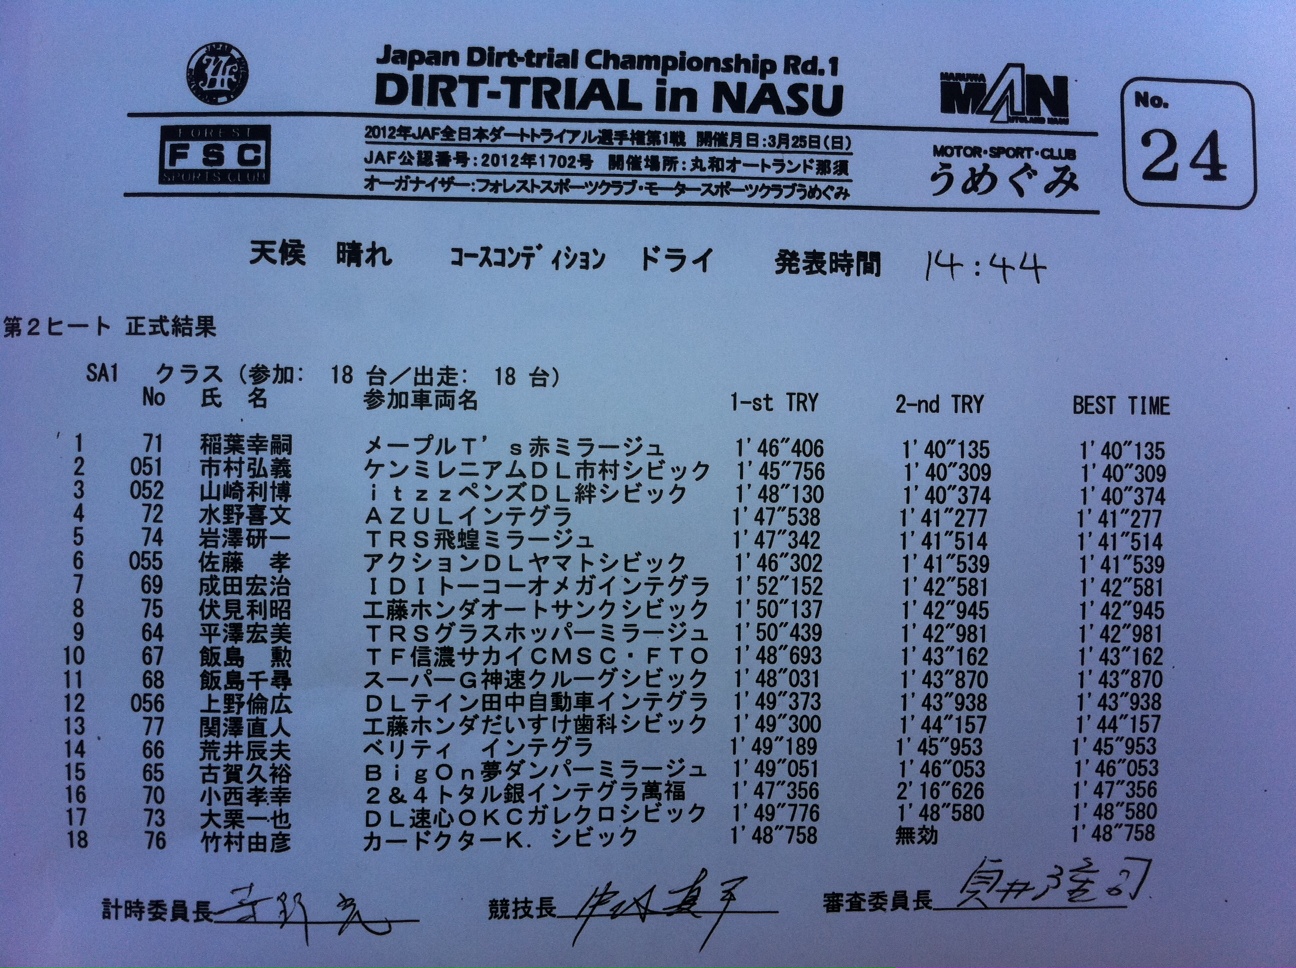 Japan Dirt-trial Championship Rd.1
DIRT-TRIAL in NASU
FOREST
FSC
SPORTS CLUB
2012年JAF全日本ダートトライアル選手権第1戦 開催月日:3月25日(日)
JAF公認番号:2012年1702号 開催場所:丸和オートランド那須
オーガナイザー:フォレストスポーツクラブ・モータースポーツクラブうめぐみ
MARUWA
MAN
AUTOLAND NASU
MOTOR・SPORT・CLUB
うめぐみ
No.
24
天候 晴れ コースコンディション ドライ 発表時間 14:44
第2ヒート 正式結果
SA1 クラス (参加: 18 台/出走: 18 台)
No 氏 名 参加車両名 1-st TRY 2-nd TRY BEST TIME
1 71 稲葉幸嗣 メープルT's赤ミラージュ 1'46"406 1'40"135 1'40"135
2 051 市村弘義 ケンミレニアムDL市村シビック 1'45"756 1'40"309 1'40"309
3 052 山崎利博 itzzペンズDL絆シビック 1'48"130 1'40"374 1'40"374
4 72 水野喜文 AZULインテグラ 1'47"538 1'41"277 1'41"277
5 74 岩澤研一 TRS飛蝗ミラージュ 1'47"342 1'41"514 1'41"514
6 055 佐藤 孝 アクションDLヤマトシビック 1'46"302 1'41"539 1'41"539
7 69 成田宏治 IDIトーコーオメガインテグラ 1'52"152 1'42"581 1'42"581
8 75 伏見利昭 工藤ホンダオートサンクシビック 1'50"137 1'42"945 1'42"945
9 64 平澤宏美 TRSグラスホッパーミラージュ 1'50"439 1'42"981 1'42"981
10 67 飯島 勲 TF信濃サカイCMSC・FTO 1'48"693 1'43"162 1'43"162
11 68 飯島千尋 スーパーG神速クルーグシビック 1'48"031 1'43"870 1'43"870
12 056 上野倫広 DLテイン田中自動車インテグラ 1'49"373 1'43"938 1'43"938
13 77 関澤直人 工藤ホンダだいすけ歯科シビック 1'49"300 1'44"157 1'44"157
14 66 荒井辰夫 ベリティ インテグラ 1'49"189 1'45"953 1'45"953
15 65 古賀久裕 BigOn夢ダンパーミラージュ 1'49"051 1'46"053 1'46"053
16 70 小西孝幸 2&4トタル銀インテグラ萬福 1'47"356 2'16"626 1'47"356
17 73 大栗一也 DL速心OKCガレクロシビック 1'49"776 1'48"580 1'48"580
18 76 竹村由彦 カードクターK. シビック 1'48"758 無効 1'48"758
計時委員長 競技長 審査委員長